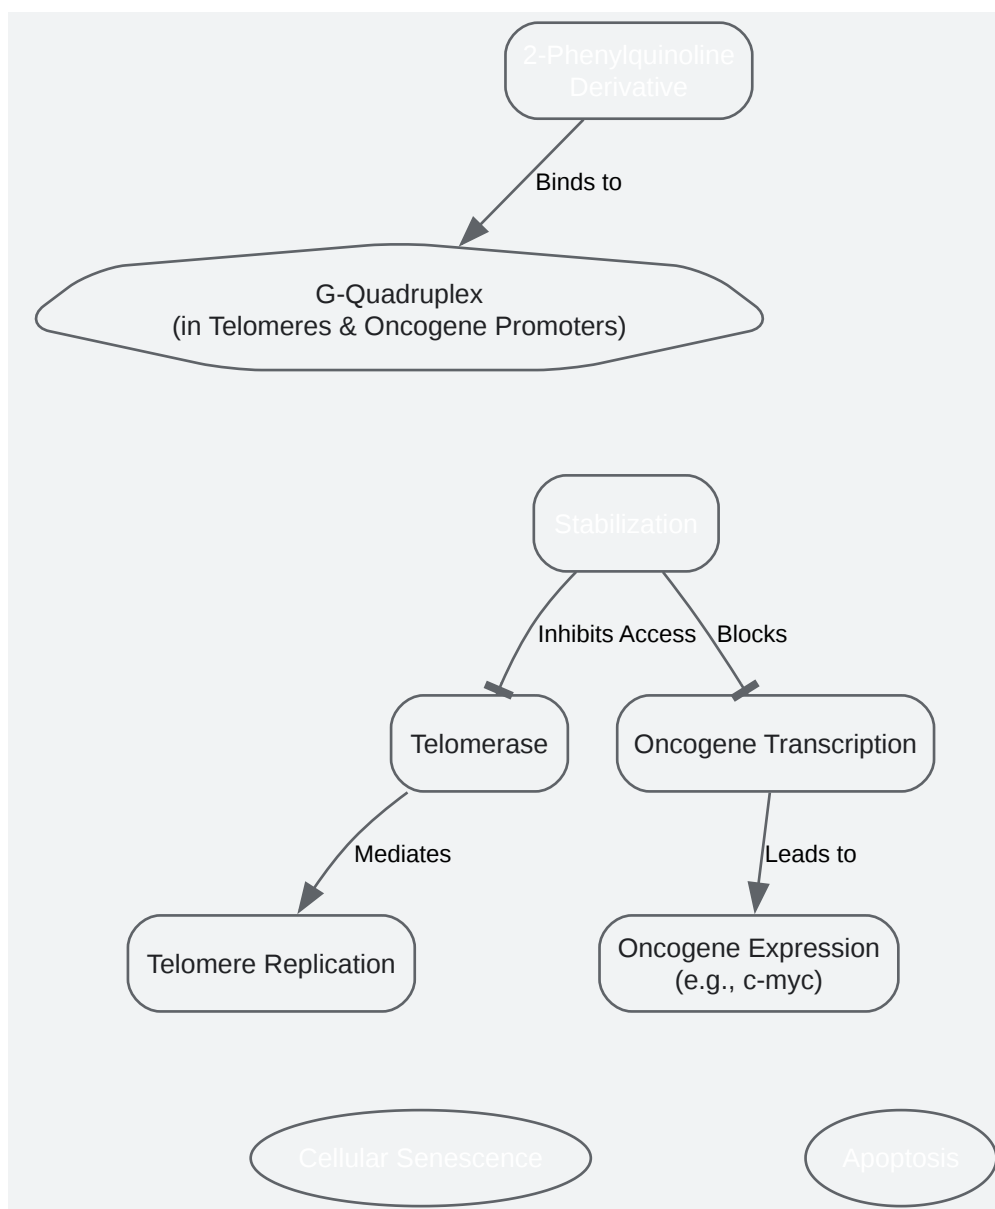 2-Phenylquinoline
Derivative
Binds to
G-Quadruplex
(in Telomeres & Oncogene Promoters)
Stabilization
Inhibits Access
Blocks
Telomerase
Oncogene Transcription
Mediates
Leads to
Telomere Replication
Oncogene Expression
(e.g., c-myc)
Cellular Senescence
Apoptosis